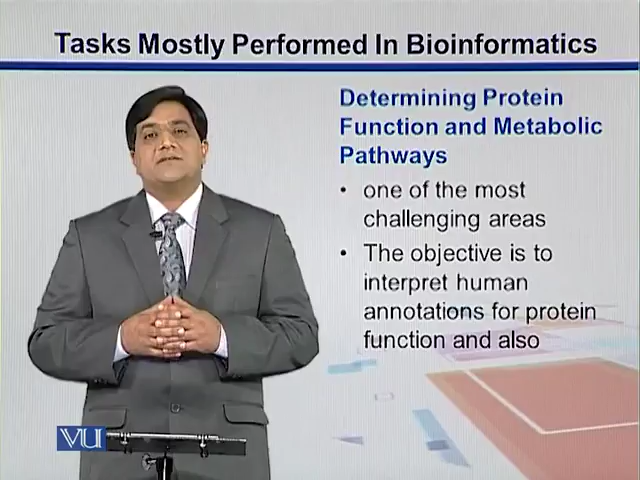 Tasks Mostly Performed In Bioinformatics
Determining Protein
Function and Metabolic
Pathways
• one of the most
challenging areas
• The objective is to
interpret human
annotations for protein
function and also
VU